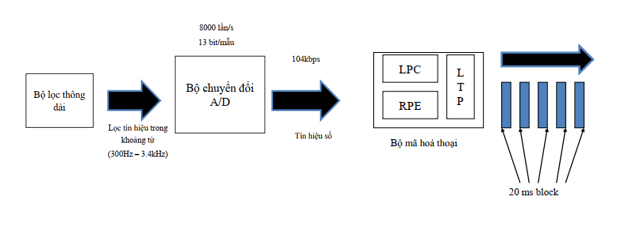 8000 lần/s
13 bit/mẫu
Bộ lọc thông
dải
Lọc tín hiệu trong
khoảng từ
(300Hz – 3.4kHz)
Bộ chuyển đổi
A/D
104kbps
Tín hiệu số
LPC
RPE
L
T
P
Bộ mã hoá thoại
20 ms block